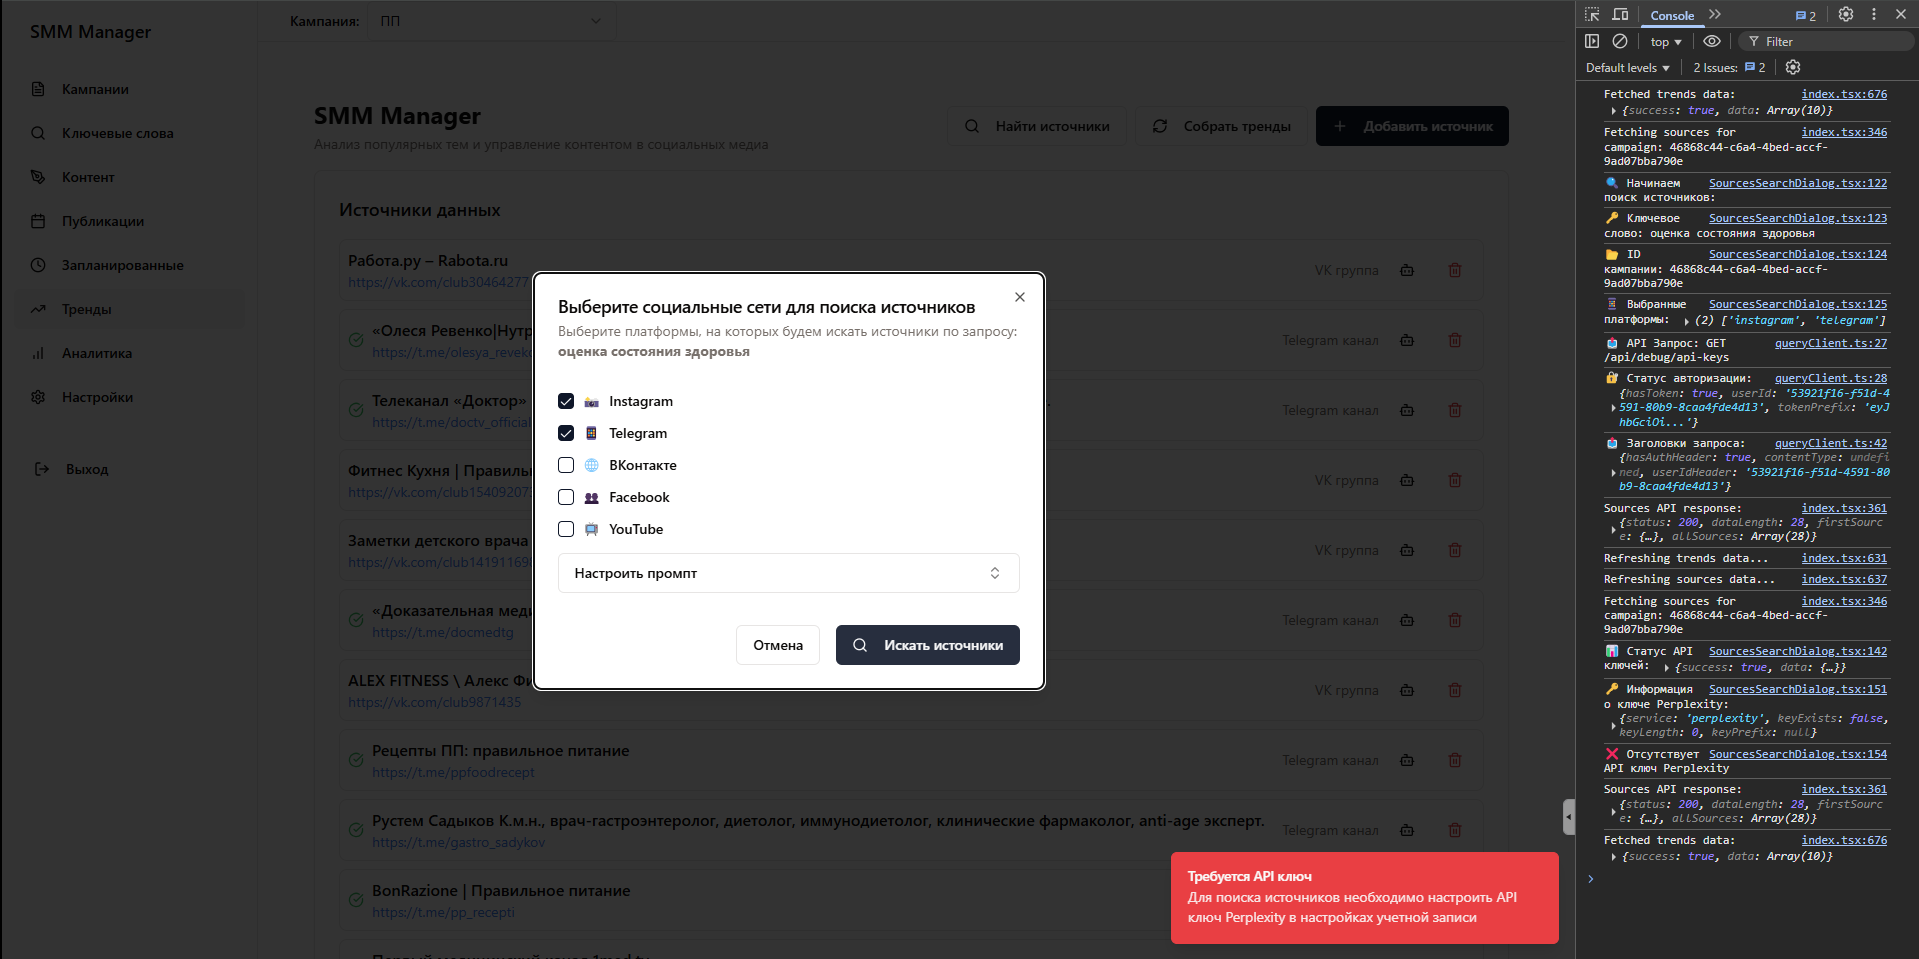 SMM Manager
Кампании
Ключевые слова
Контент
Публикации
Запланированные
Тренды
Аналитика
Настройки
Выход
Кампания: ПП
SMM Manager
Анализ популярных тем и управление контентом в социальных медиа
Найти источники
Собрать тренды
Добавить источник
Источники данных
Работа.ру – Rabota.ru
https://vk.com/club30464277
VK группа
«Олеся Ревенко|Нутр
https://t.me/olesya_reveko
Telegram канал
Телеканал «Доктор»
https://t.me/doctv_official
Telegram канал
Фитнес Кухня | Правиль
https://vk.com/club15409207
VK группа
Заметки детского врача
https://vk.com/club14191169
VK группа
«Доказательная меди
https://t.me/docmedtg
Telegram канал
ALEX FITNESS \ Алекс Фи
https://vk.com/club9871435
VK группа
Рецепты ПП: правильное питание
https://t.me/ppfoodrecept
Telegram канал
Рустем Садыков К.м.н., врач-гастроэнтеролог, диетолог, иммунодиетолог, клинические фармаколог, anti-age эксперт.
https://t.me/gastro_sadykov
Telegram канал
BonRazione | Правильное питание
https://t.me/pp_recepti
Выберите социальные сети для поиска источников
Выберите платформы, на которых будем искать источники по запросу:
оценка состояния здоровья
Instagram
Telegram
ВКонтакте
Facebook
YouTube
Настроить промпт
Отмена
Искать источники
Требуется API ключ
Для поиска источников необходимо настроить API
ключ Perplexity в настройках учетной записи
Console
2
top
Filter
Default levels
2 Issues: 2
Fetched trends data: index.tsx:676
{success: true, data: Array(10)}
Fetching sources for index.tsx:346
campaign: 46868c44-c6a4-4bed-accf-
9ad07bba790e
Начинаем SourcesSearchDialog.tsx:122
поиск источников:
Ключевое SourcesSearchDialog.tsx:123
слово: оценка состояния здоровья
ID SourcesSearchDialog.tsx:124
кампании: 46868c44-c6a4-4bed-accf-
9ad07bba790e
Выбранные SourcesSearchDialog.tsx:125
платформы: (2) ['instagram', 'telegram']
API Запрос: GET queryClient.ts:27
/api/debug/api-keys
Статус авторизации: queryClient.ts:28
{hasToken: true, userId: '53921f16-f51d-4
591-80b9-8caa4fde4d13', tokenPrefix: 'eyJ
hbGciOi...'}
Заголовки запроса: queryClient.ts:42
{hasAuthHeader: true, contentType: undefi
ned, userIdHeader: '53921f16-f51d-4591-80
b9-8caa4fde4d13'}
Sources API response: index.tsx:361
{status: 200, dataLength: 28, firstSourc
e: {…}, allSources: Array(28)}
Refreshing trends data... index.tsx:631
Refreshing sources data... index.tsx:637
Fetching sources for index.tsx:346
campaign: 46868c44-c6a4-4bed-accf-
9ad07bba790e
Статус API SourcesSearchDialog.tsx:142
ключей: {success: true, data: {…}}
Информация SourcesSearchDialog.tsx:151
о ключе Perplexity:
{service: 'perplexity', keyExists: false,
keyLength: 0, keyPrefix: null}
Отсутствует SourcesSearchDialog.tsx:154
API ключ Perplexity
Sources API response: index.tsx:361
{status: 200, dataLength: 28, firstSourc
e: {…}, allSources: Array(28)}
Fetched trends data: index.tsx:676
{success: true, data: Array(10)}